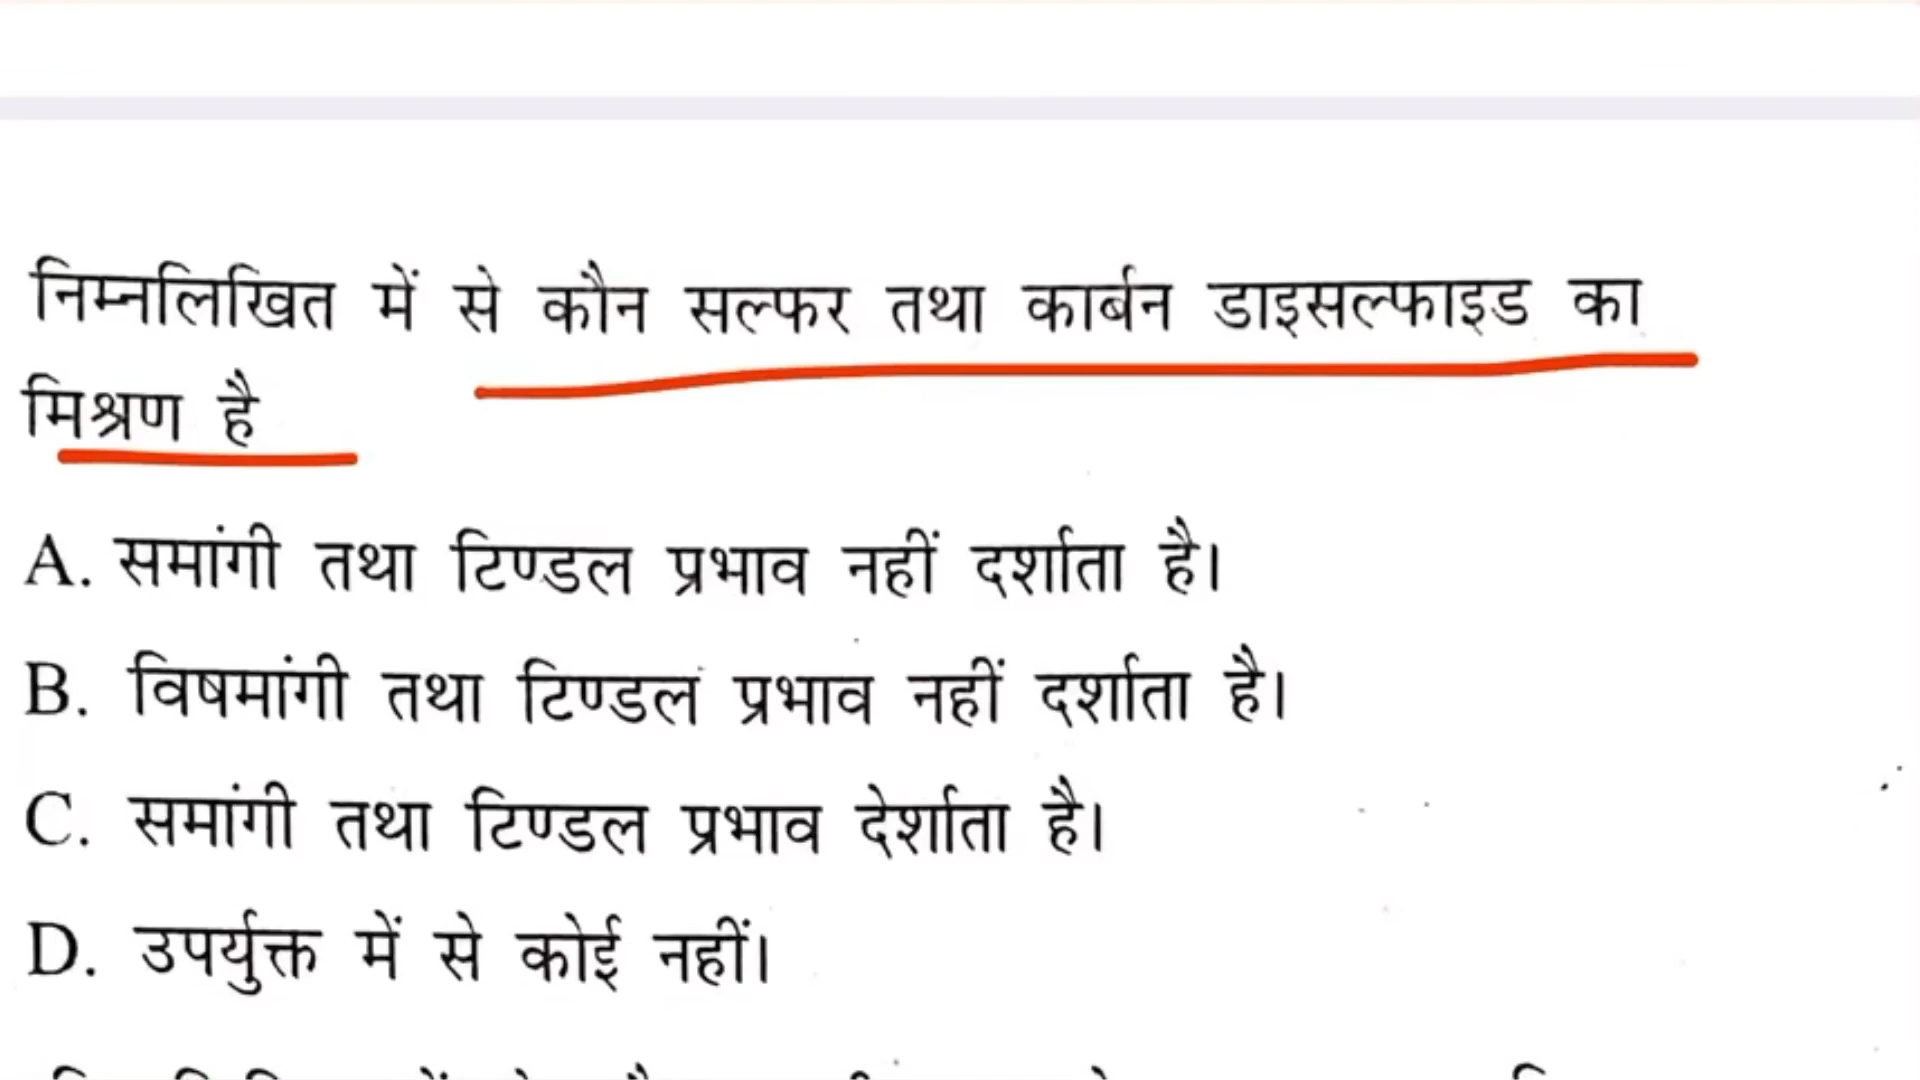 निम्नलिखित में से कौन सल्फर तथा कार्बन डाइसल्फाइड का
मिश्रण है
A. समांगी तथा टिण्डल प्रभाव नहीं दर्शाता है।
B. विषमांगी तथा टिण्डल प्रभाव नहीं दर्शाता है।
C. समांगी तथा टिण्डल प्रभाव देर्शाता है।
D. उपर्युक्त में से कोई नहीं।